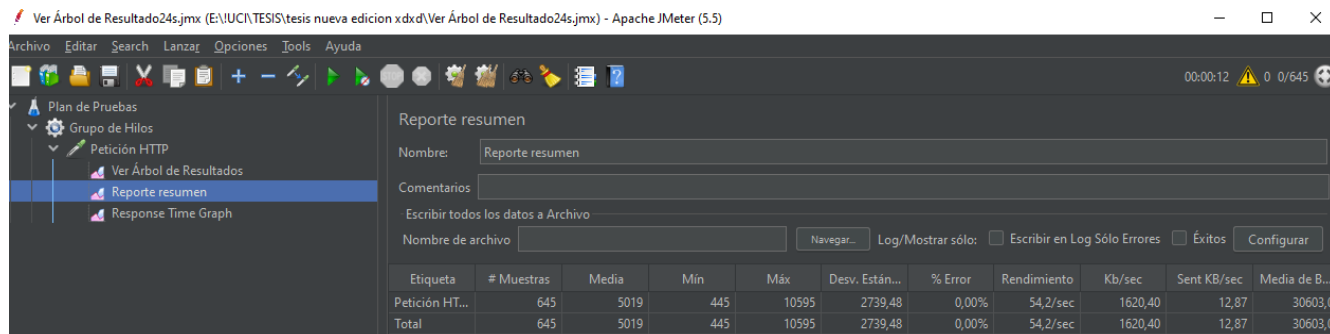 Ver Árbol de Resultado24s.jmx (E:\!UCI\TESIS\tesis nueva edicion xdxd\Ver Árbol de Resultado24s.jmx) - Apache JMeter (5.5)
Archivo Editar Search Lanzar Opciones Tools Ayuda
00:00:12 0 0/645
Plan de Pruebas
Grupo de Hilos
Petición HTTP
Ver Árbol de Resultados
Reporte resumen
Response Time Graph
Reporte resumen
Nombre: Reporte resumen
Comentarios
Escribir todos los datos a Archivo
Nombre de archivo Navegar... Log/Mostrar sólo: Escribir en Log Sólo Errores Éxitos Configurar
Etiqueta # Muestras Media Mín Máx Desv. Están... % Error Rendimiento Kb/sec Sent KB/sec Media de B...
Petición HT... 645 5019 445 10595 2739,48 0,00% 54,2/sec 1620,40 12,87 30603,
Total 645 5019 445 10595 2739,48 0,00% 54,2/sec 1620,40 12,87 30603,